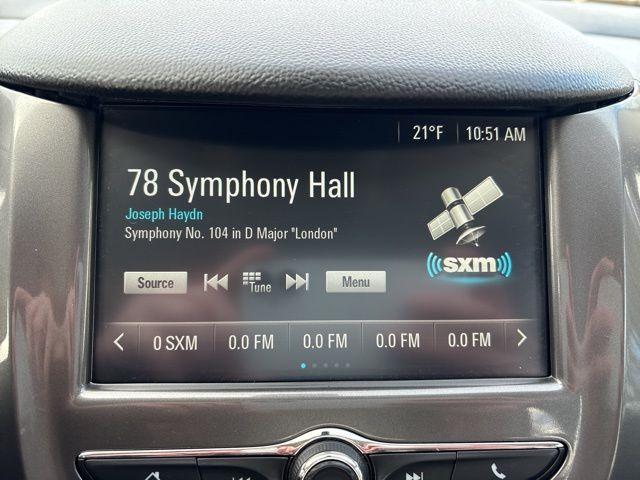 21°F 10:51 AM
78 Symphony Hall
Joseph Haydn
Symphony No. 104 in D Major "London"
((sxm))
Source Tune Menu
0 SXM 0.0 FM 0.0 FM 0.0 FM 0.0 FM